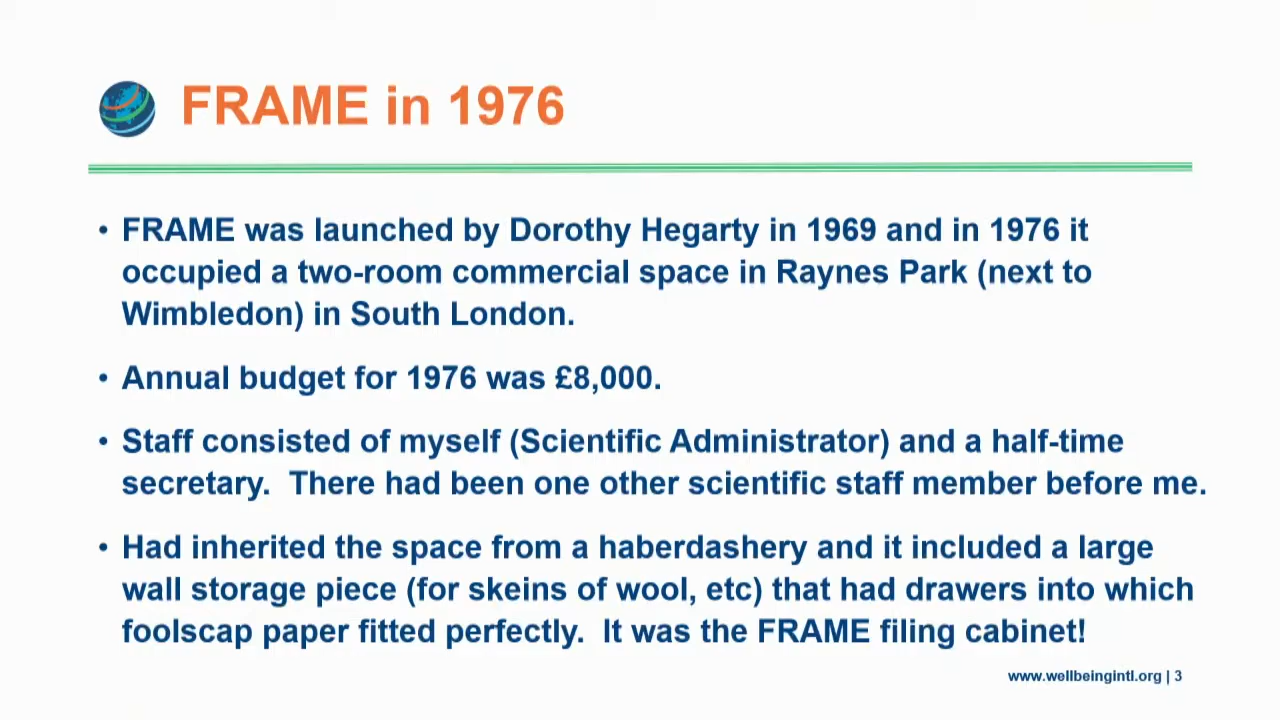 FRAME in 1976
• FRAME was launched by Dorothy Hegarty in 1969 and in 1976 it
occupied a two-room commercial space in Raynes Park (next to
Wimbledon) in South London.
• Annual budget for 1976 was £8,000.
• Staff consisted of myself (Scientific Administrator) and a half-time
secretary.  There had been one other scientific staff member before me.
• Had inherited the space from a haberdashery and it included a large
wall storage piece (for skeins of wool, etc) that had drawers into which
foolscap paper fitted perfectly.  It was the FRAME filing cabinet!
www.wellbeingintl.org | 3